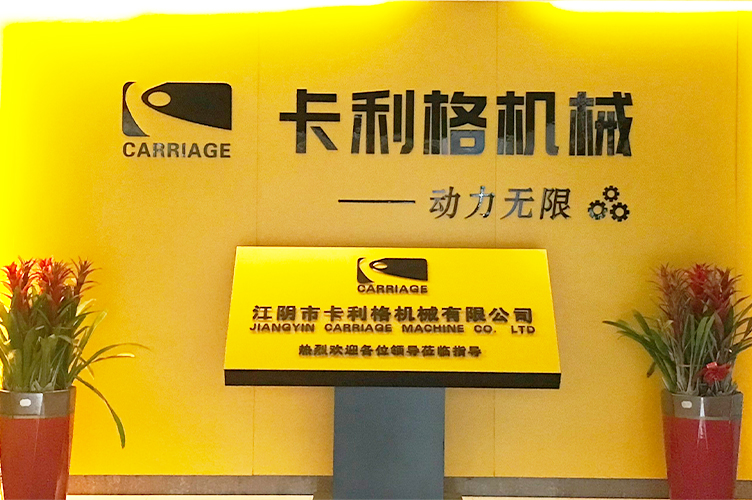 卡利格机械
CARRIAGE
——动力无限
CARRIAGE
江阴市卡利格机械有限公司
JIANGYIN CARRIAGE MACHINE CO. LTD
热烈欢迎各位领导莅临指导